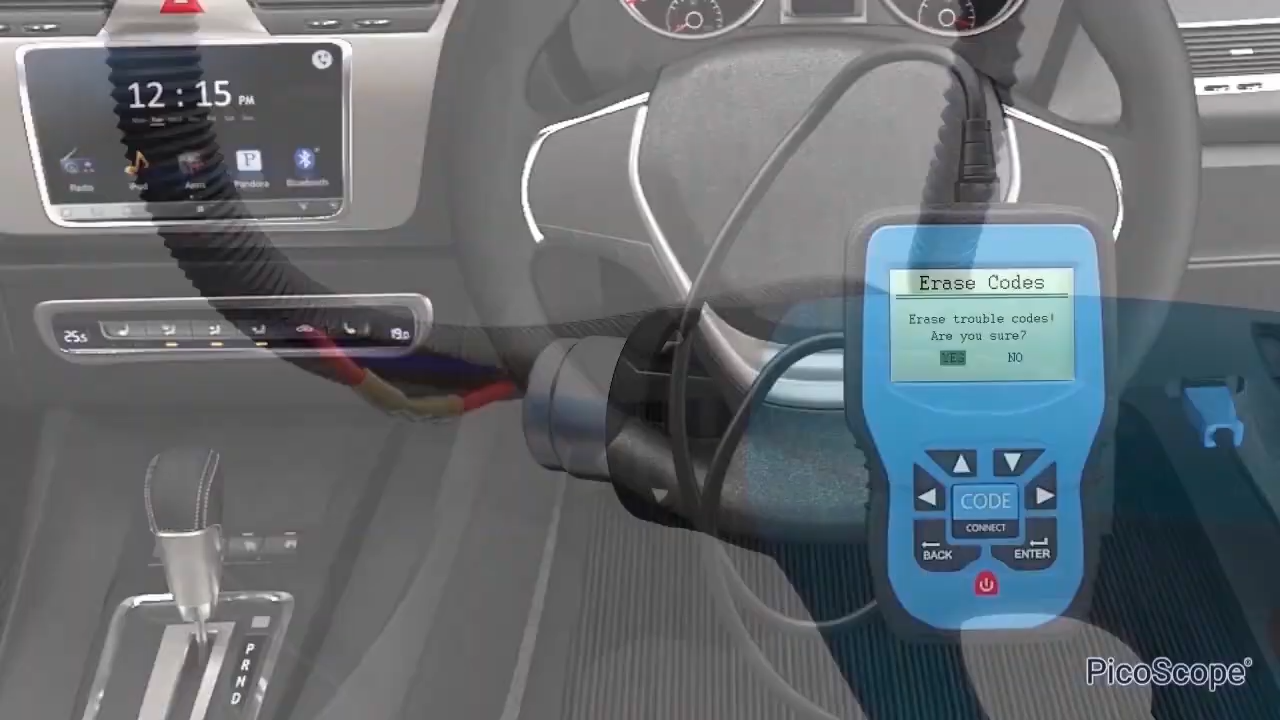 12 : 15 PM
Radio
iPod
Apps
Pandora
Bluetooth
25.5
19.0
P
R
N
D
Erase Codes
Erase trouble codes!
Are you sure?
YES NO
CODE
CONNECT
BACK
ENTER
PicoScope®